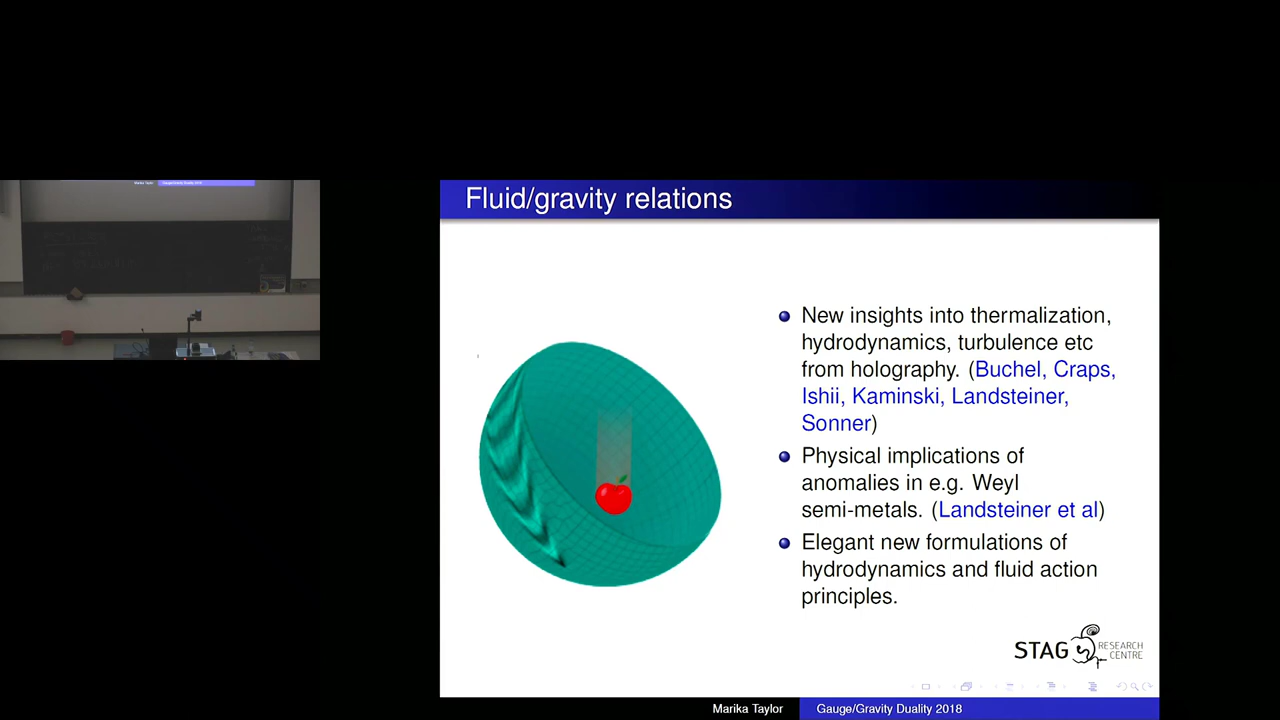 Fluid/gravity relations
New insights into thermalization,
hydrodynamics, turbulence etc
from holography. (Buchel, Craps,
Ishii, Kaminski, Landsteiner,
Sonner)
Physical implications of
anomalies in e.g. Weyl
semi-metals. (Landsteiner et al)
Elegant new formulations of
hydrodynamics and fluid action
principles.
STAG RESEARCH
CENTRE
Marika Taylor Gauge/Gravity Duality 2018